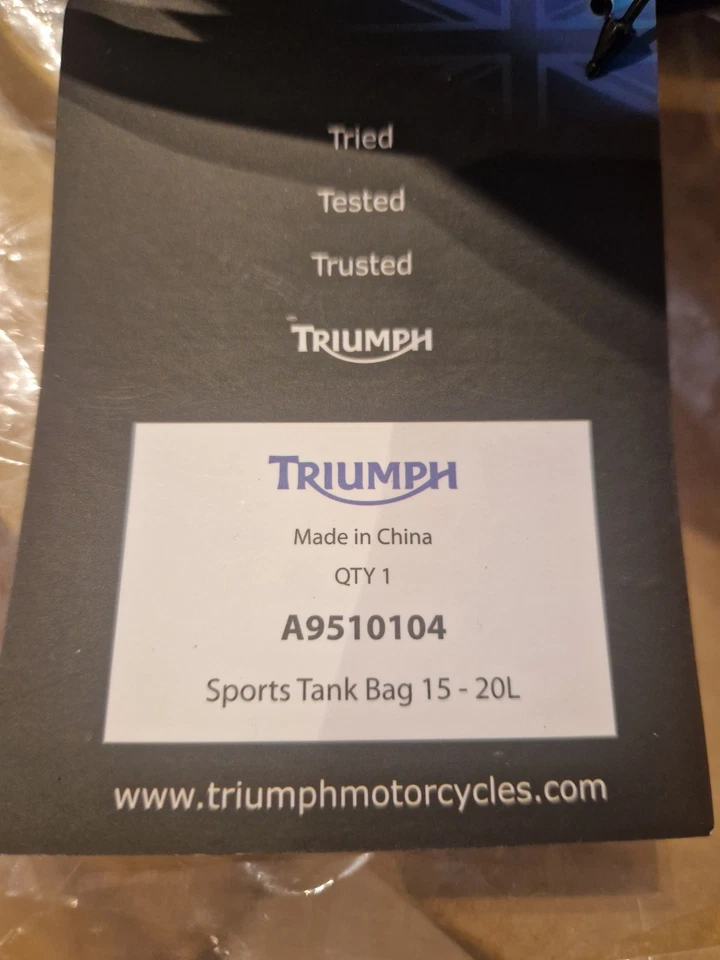 Tried
Tested
Trusted
TRIUMPH
TRIUMPH
Made in China
QTY 1
A9510104
Sports Tank Bag 15 - 20L
www.triumphmotorcycles.com